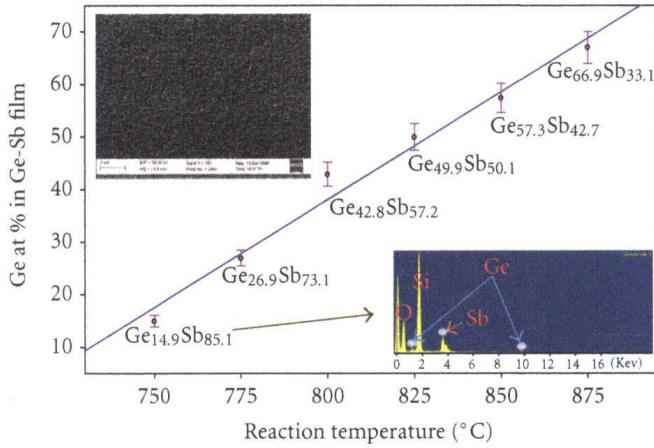 Ge at % in Ge-Sb film
70
60
50
40
30
20
10
Ge66.9Sb33.1
Ge57.3Sb42.7
Ge49.9Sb50.1
Ge42.8Sb57.2
Ge26.9Sb73.1
Ge14.9Sb85.1
Ge
Si
O
Sb
0 2 4 6 8 10 12 14 16 (Kev)
750 775 800 825 850 875
Reaction temperature (°C)